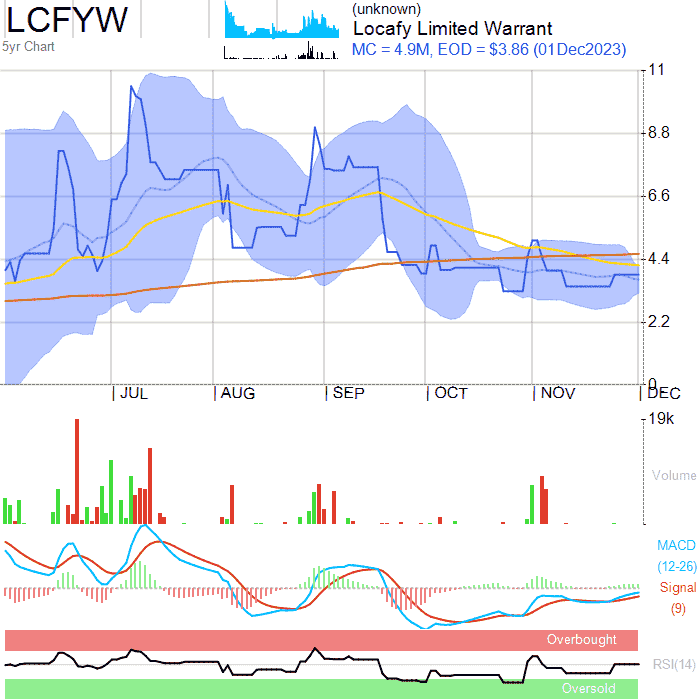 LCFYW
5yr Chart
(unknown)
Locafy Limited Warrant
MC = 4.9M, EOD = $3.86 (01Dec2023)
11
8.8
6.6
4.4
2.2
0
JUL AUG SEP OCT NOV DEC
19k
Volume
MACD
(12-26)
Signal
(9)
Overbought
RSI(14)
Oversold